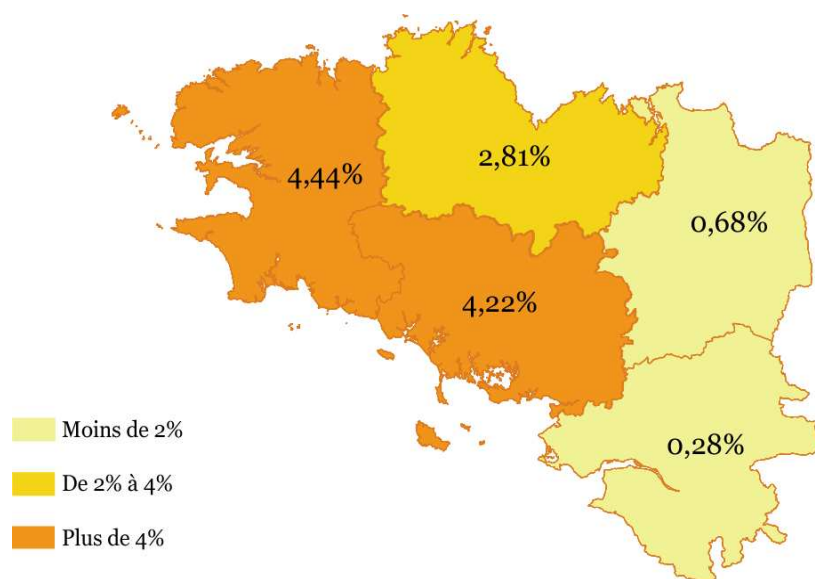 4,44%
2,81%
0,68%
4,22%
0,28%
Moins de 2%
De 2% à 4%
Plus de 4%